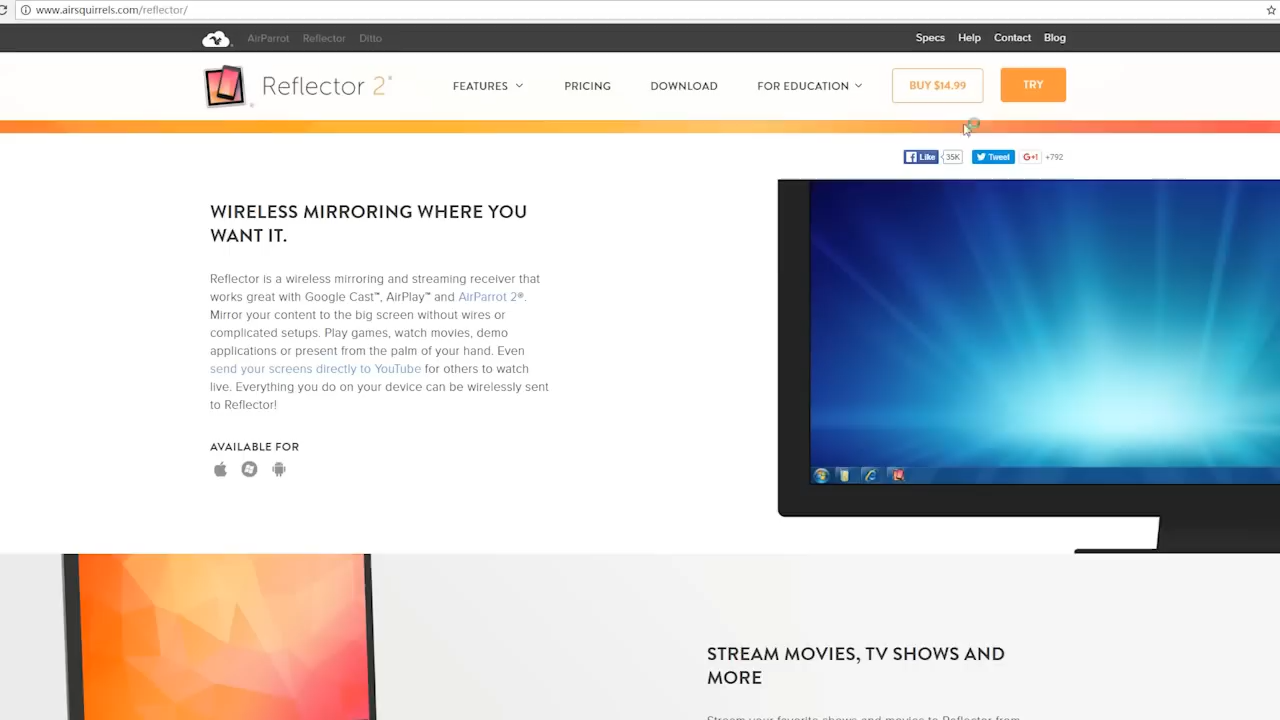 www.airsquirrels.com/reflector/
AirParrot Reflector Ditto Specs Help Contact Blog
Reflector 2 FEATURES PRICING DOWNLOAD FOR EDUCATION BUY $14.99 TRY
Like 35K Tweet G+1 +792
WIRELESS MIRRORING WHERE YOU
WANT IT.
Reflector is a wireless mirroring and streaming receiver that
works great with Google Cast™, AirPlay™ and AirParrot 2®.
Mirror your content to the big screen without wires or
complicated setups. Play games, watch movies, demo
applications or present from the palm of your hand. Even
send your screens directly to YouTube for others to watch
live. Everything you do on your device can be wirelessly sent
to Reflector!
AVAILABLE FOR
STREAM MOVIES, TV SHOWS AND
MORE
Stream your favorite shows and movies to Reflector from